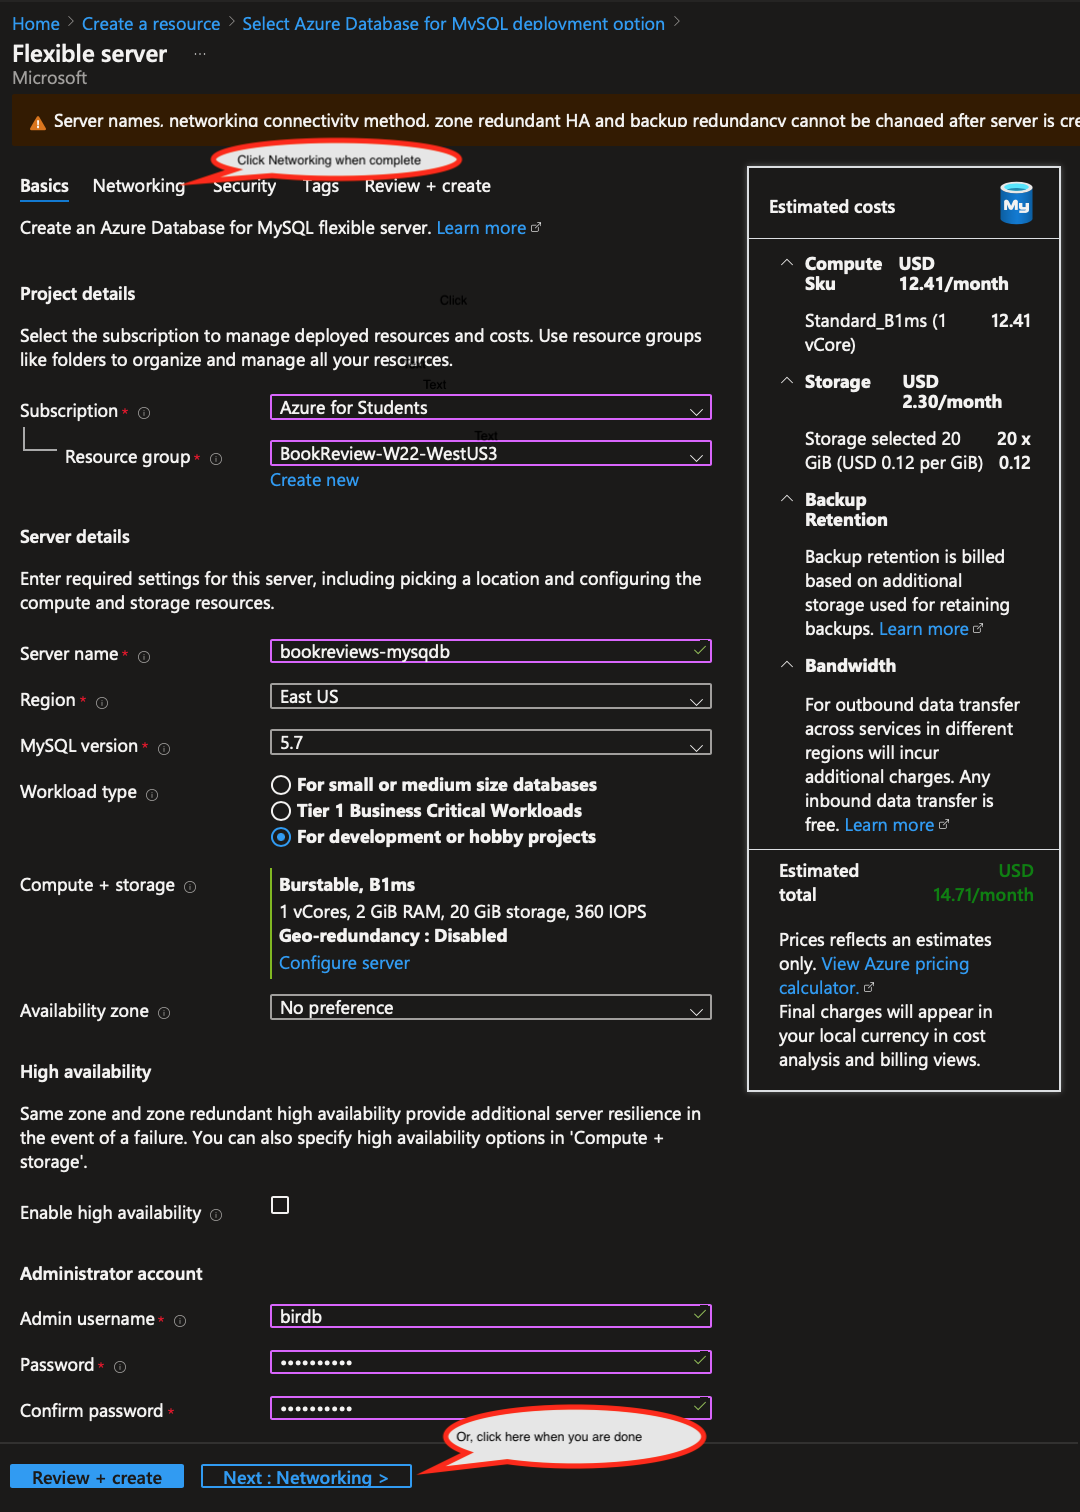 Home > Create a resource > Select Azure Database for MySQL deployment option >
Flexible server ...
Microsoft
Server names, networking connectivity method, zone redundant HA and backup redundancy cannot be changed after server is cre
Click Networking when complete
Basics Networking Security Tags Review + create
Create an Azure Database for MySQL flexible server. Learn more
Project details
Click
Select the subscription to manage deployed resources and costs. Use resource groups
like folders to organize and manage all your resources.
Text
Subscription * Azure for Students
Text
Resource group * BookReview-W22-WestUS3
Create new
Server details
Enter required settings for this server, including picking a location and configuring the
compute and storage resources.
Server name * bookreviews-mysqdb
Region * East US
MySQL version * 5.7
Workload type
For small or medium size databases
Tier 1 Business Critical Workloads
For development or hobby projects
Compute + storage
Burstable, B1ms
1 vCores, 2 GiB RAM, 20 GiB storage, 360 IOPS
Geo-redundancy : Disabled
Configure server
Availability zone No preference
High availability
Same zone and zone redundant high availability provide additional server resilience in
the event of a failure. You can also specify high availability options in 'Compute +
storage'.
Enable high availability
Administrator account
Admin username * birdb
Password * ••••••••••
Confirm password * ••••••••••
Or, click here when you are done
Review + create Next : Networking >
Estimated costs
My
Compute USD
Sku 12.41/month
Standard_B1ms (1 12.41
vCore)
Storage USD
2.30/month
Storage selected 20 20 x
GiB (USD 0.12 per GiB) 0.12
Backup
Retention
Backup retention is billed
based on additional
storage used for retaining
backups. Learn more
Bandwidth
For outbound data transfer
across services in different
regions will incur
additional charges. Any
inbound data transfer is
free. Learn more
Estimated USD
total 14.71/month
Prices reflects an estimates
only. View Azure pricing
calculator.
Final charges will appear in
your local currency in cost
analysis and billing views.